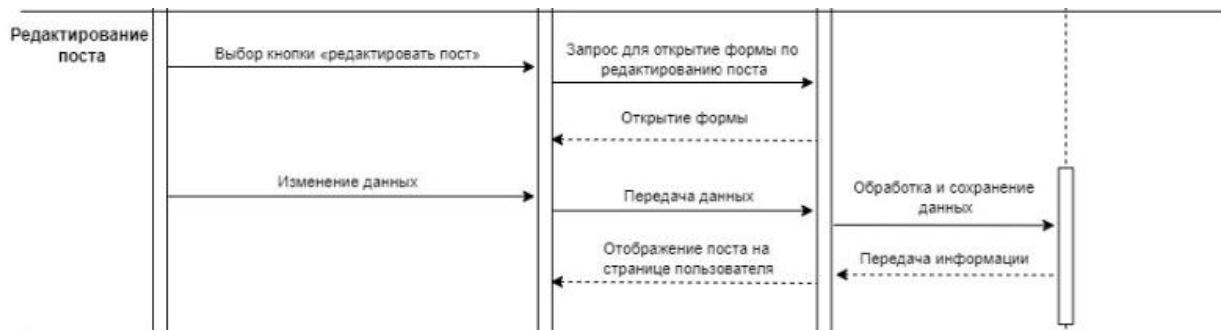 Редактирование
поста
Выбор кнопки «редактировать пост»
Запрос для открытие формы по
редактированию поста
Открытие формы
Изменение данных
Передача данных
Обработка и сохранение
данных
Отображение поста на
странице пользователя
Передача информации